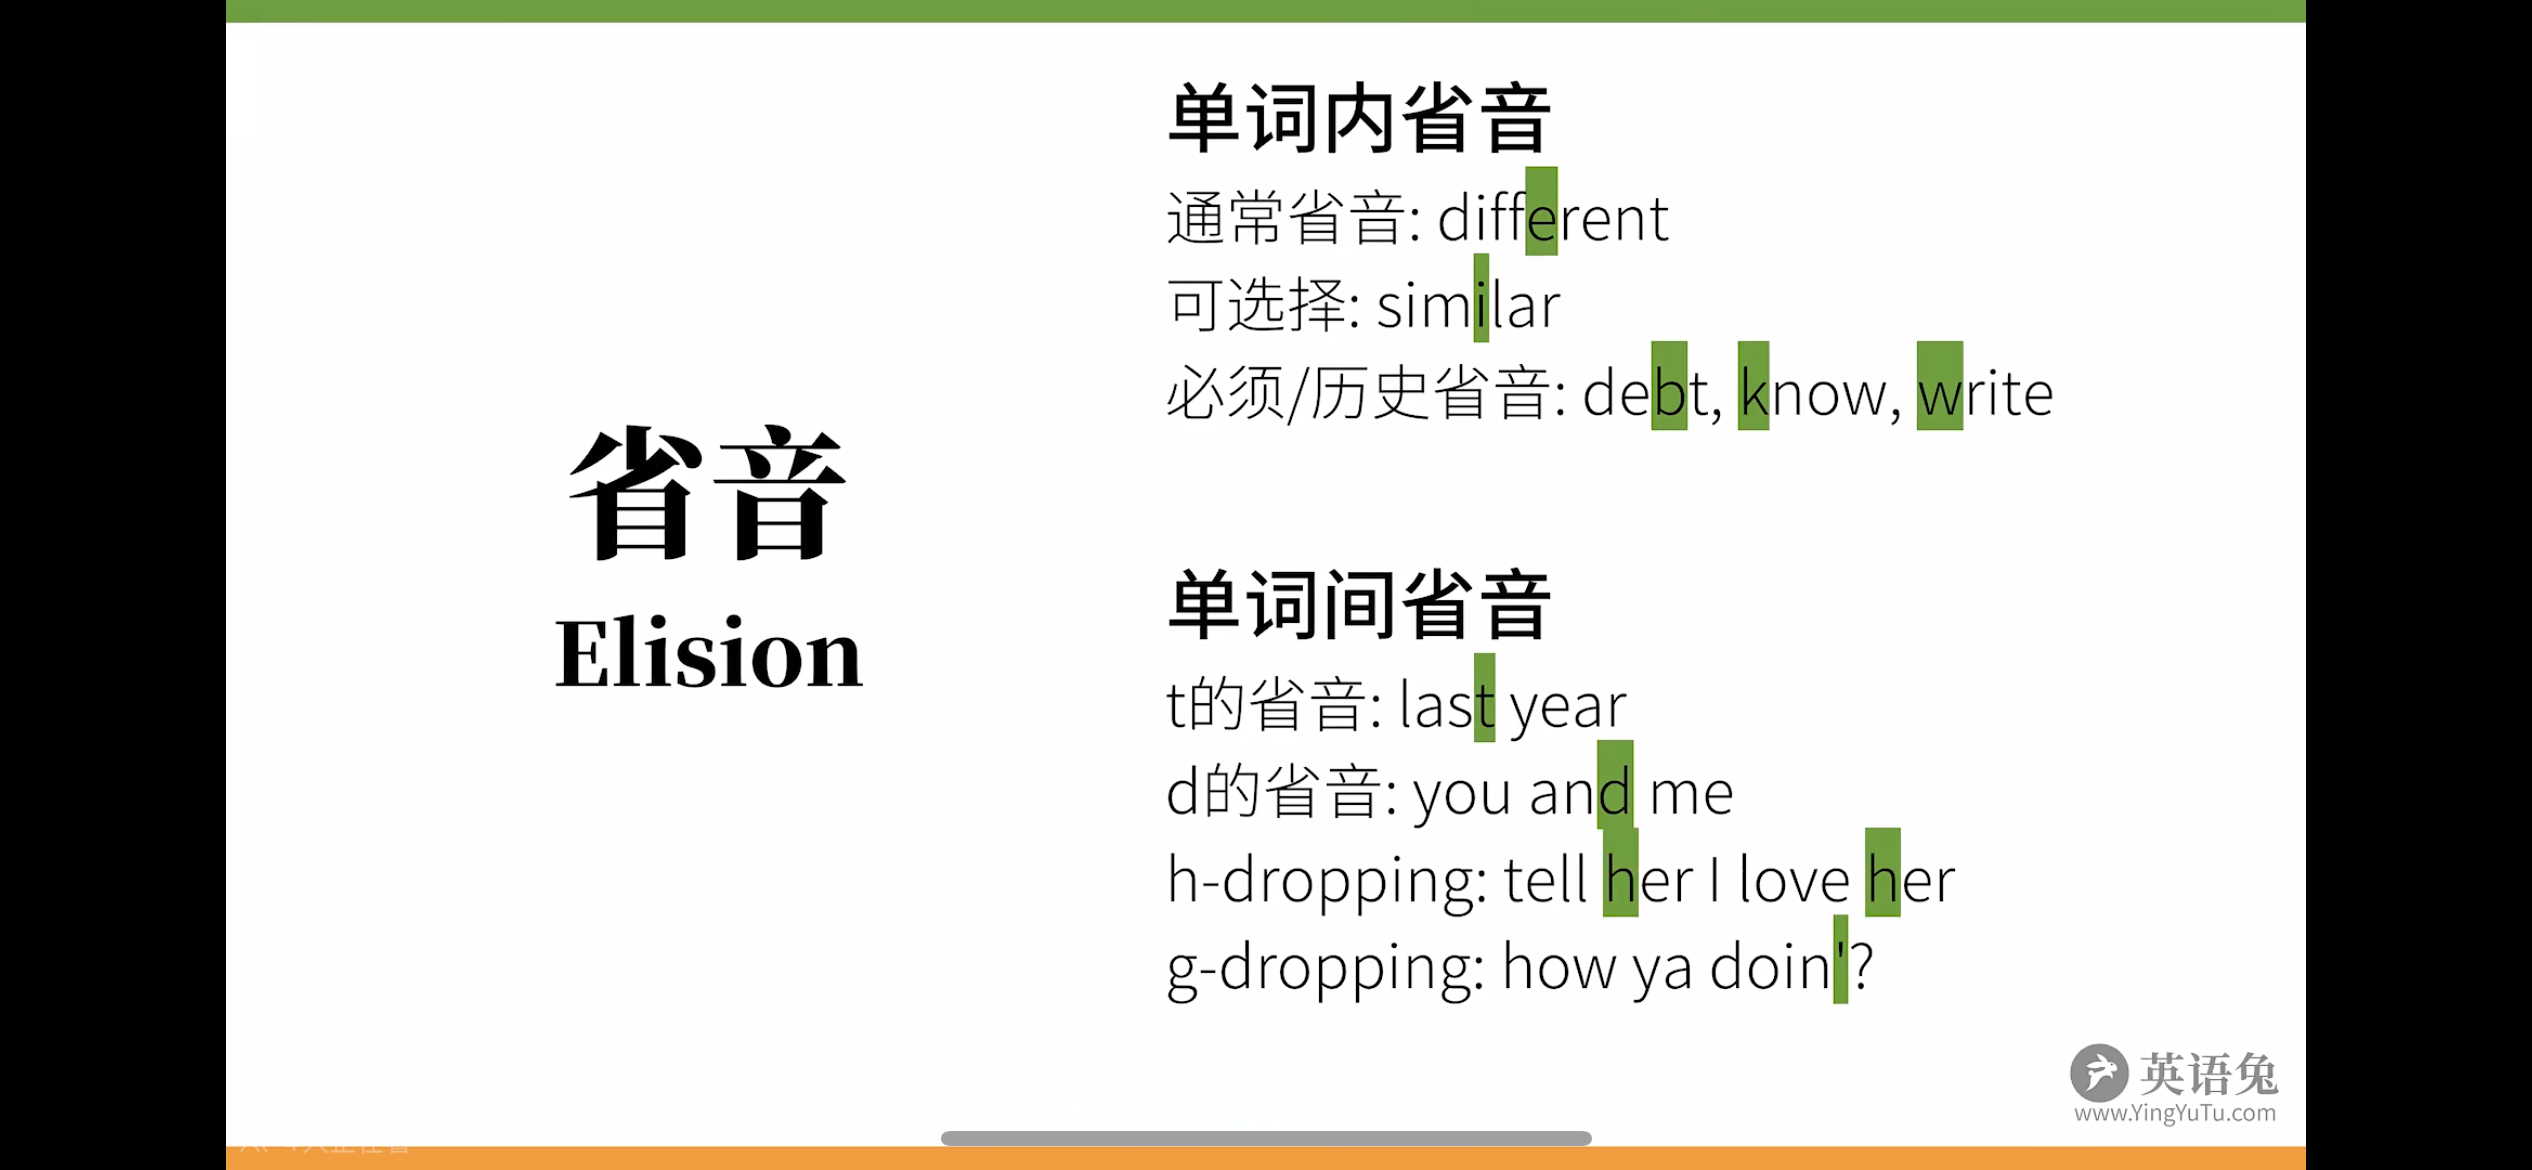 省音
Elision
单词内省音
通常省音: different
可选择: similar
必须/历史省音: debt, know, write
单词间省音
t的省音: last year
d的省音: you and me
h-dropping: tell her I love her
g-dropping: how ya doin'?
英语兔
www.YingYuTu.com